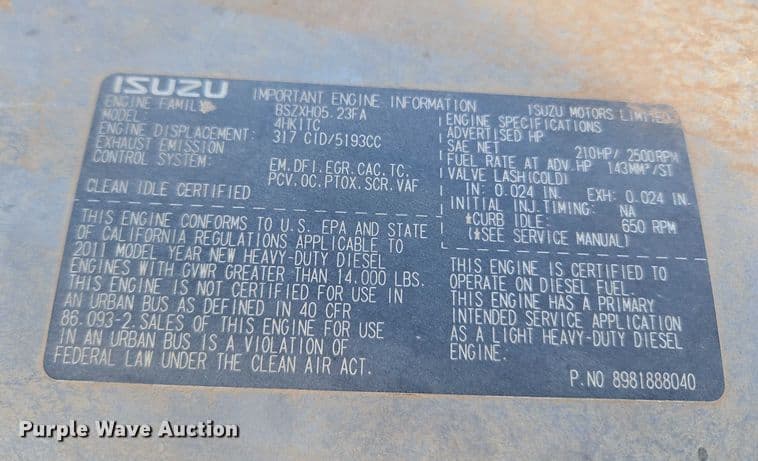 ISUZU
IMPORTANT ENGINE INFORMATION
ISUZU MOTORS LIMITED
ENGINE FAMILY BSZXH05.23FA
MODEL: 4HK1TC
ENGINE DISPLACEMENT: 317 CID/5193CC
EXHAUST EMISSION
CONTROL SYSTEM: EM.DFI.EGR.CAC.TC.
PCV.OC.PTOX.SCR.VAF
CLEAN IDLE CERTIFIED
THIS ENGINE CONFORMS TO U.S. EPA AND STATE
OF CALIFORNIA REGULATIONS APPLICABLE TO
2011 MODEL YEAR NEW HEAVY-DUTY DIESEL
ENGINES WITH GVWR GREATER THAN 14,000 LBS.
THIS ENGINE IS NOT CERTIFIED FOR USE IN
AN URBAN BUS AS DEFINED IN 40 CFR
86.093-2. SALES OF THIS ENGINE FOR USE
IN AN URBAN BUS IS A VIOLATION OF
FEDERAL LAW UNDER THE CLEAN AIR ACT.
ENGINE SPECIFICATIONS
ADVERTISED HP
SAE NET 210HP/ 2500RPM
FUEL RATE AT ADV.HP 143MM³/ST
VALVE LASH(COLD)
IN: 0.024 IN. EXH: 0.024 IN.
INITIAL INJ.TIMING: NA
*CURB IDLE: 650 RPM
(*SEE SERVICE MANUAL)
THIS ENGINE IS CERTIFIED TO
OPERATE ON DIESEL FUEL.
THIS ENGINE HAS A PRIMARY
INTENDED SERVICE APPLICATION
AS A LIGHT HEAVY-DUTY DIESEL
ENGINE.
P.NO 8981888040
Purple Wave Auction